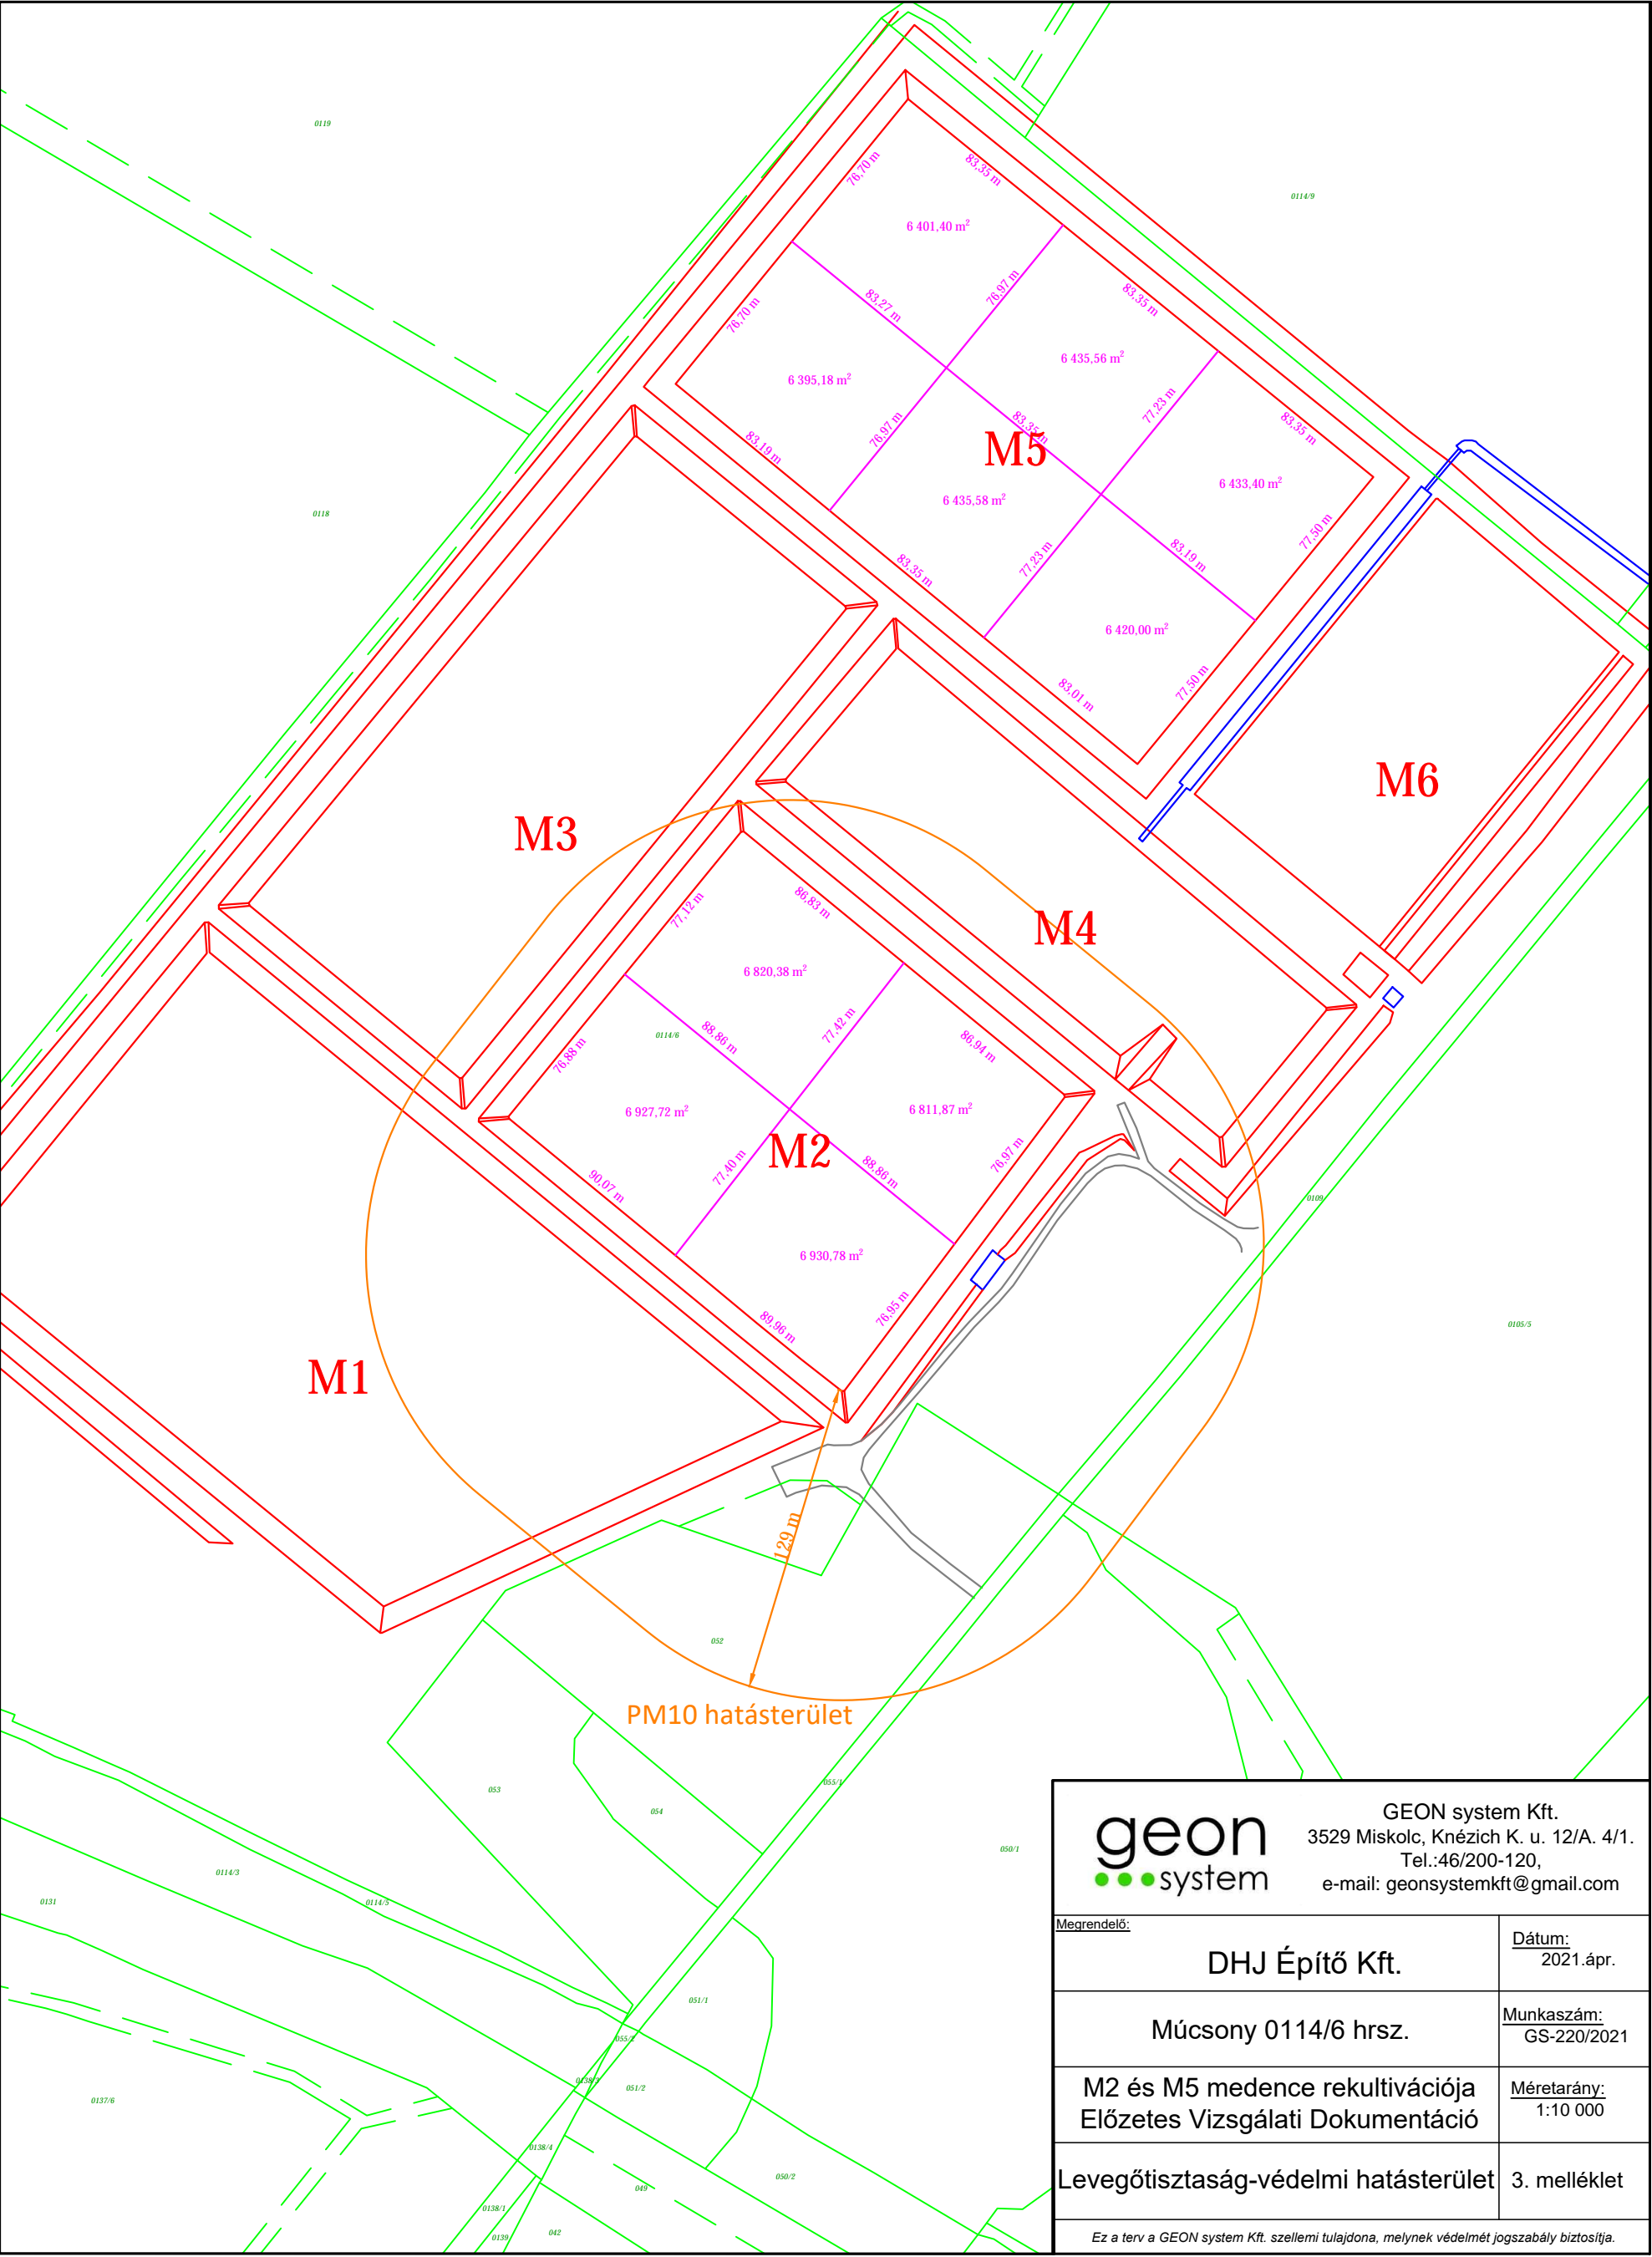 0119
0114/9
76,70 m
83,35 m
6 401,40 m²
76,70 m
83,27 m
76,97 m
83,35 m
6 395,18 m²
6 435,56 m²
83,19 m
76,97 m
83,35 m
M5
77,23 m
83,35 m
6 435,58 m²
6 433,40 m²
0118
83,35 m
77,23 m
83,19 m
77,50 m
6 420,00 m²
83,01 m
77,50 m
M6
M3
M4
77,12 m
86,83 m
6 820,38 m²
0114/6
88,86 m
77,42 m
86,94 m
76,88 m
6 927,72 m²
6 811,87 m²
M2
90,07 m
77,40 m
88,86 m
76,97 m
0109
6 930,78 m²
89,96 m
76,95 m
0105/5
M1
129 m
052
PM10 hatásterület
053
054
055/1
050/1
0114/3
0131
0114/5
051/1
055/2
0138/3
051/2
0137/6
0138/4
050/2
049
0138/1
0139
042
geon
system
GEON system Kft.
3529 Miskolc, Knézich K. u. 12/A. 4/1.
Tel.:46/200-120,
e-mail: geonsystemkft@gmail.com
Megrendelő:
DHJ Építő Kft.
Dátum:
2021.ápr.
Múcsony 0114/6 hrsz.
Munkaszám:
GS-220/2021
M2 és M5 medence rekultivációja
Előzetes Vizsgálati Dokumentáció
Méretarány:
1:10 000
Levegőtisztaság-védelmi hatásterület
3. melléklet
Ez a terv a GEON system Kft. szellemi tulajdona, melynek védelmét jogszabály biztosítja.